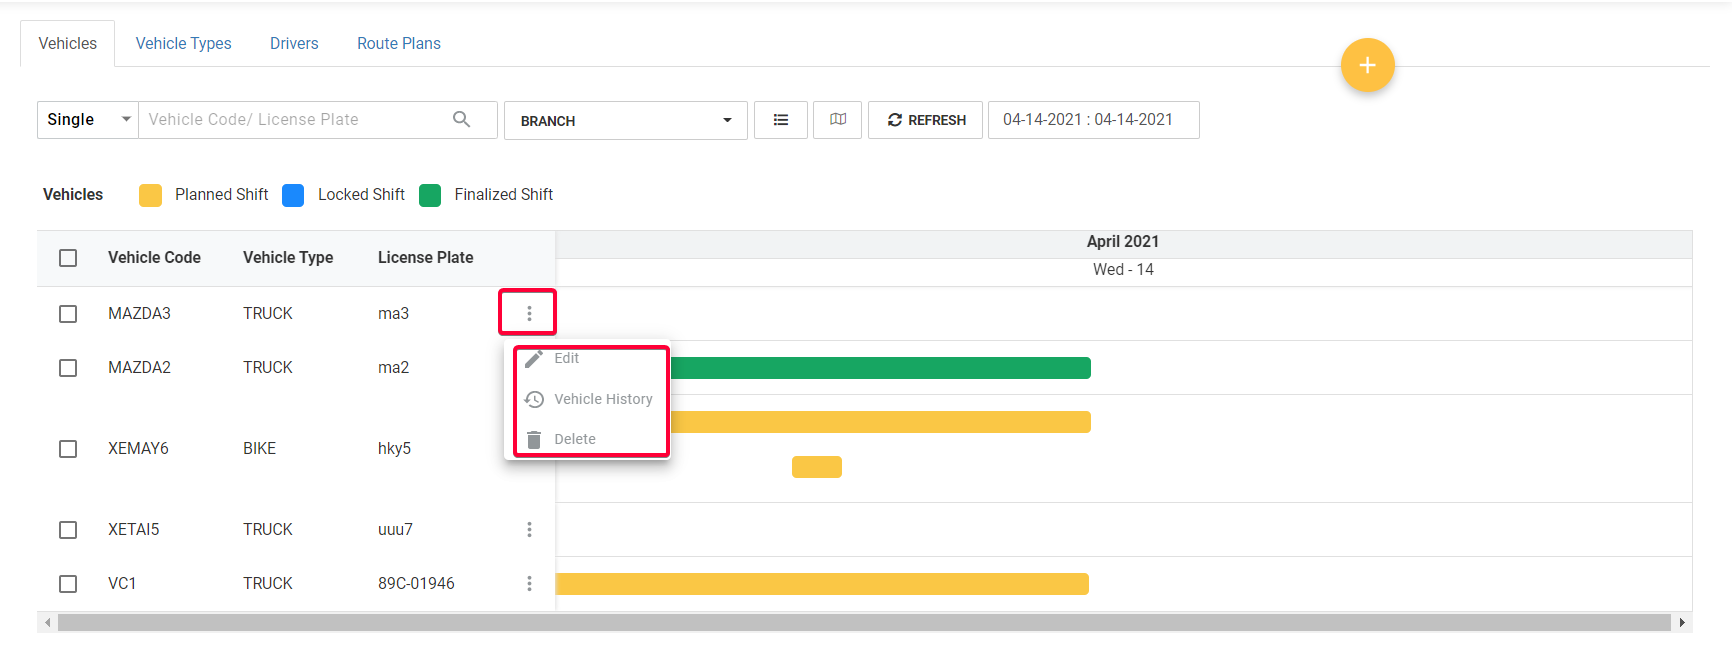 Vehicles Vehicle Types Drivers Route Plans
+
Single Vehicle Code/ License Plate BRANCH REFRESH 04-14-2021 : 04-14-2021
Vehicles Planned Shift Locked Shift Finalized Shift
April 2021
Vehicle Code Vehicle Type License Plate
Wed - 14
MAZDA3 TRUCK ma3
MAZDA2 TRUCK ma2
Edit
Vehicle History
Delete
XEMAY6 BIKE hky5
XETAI5 TRUCK uuu7
VC1 TRUCK 89C-01946